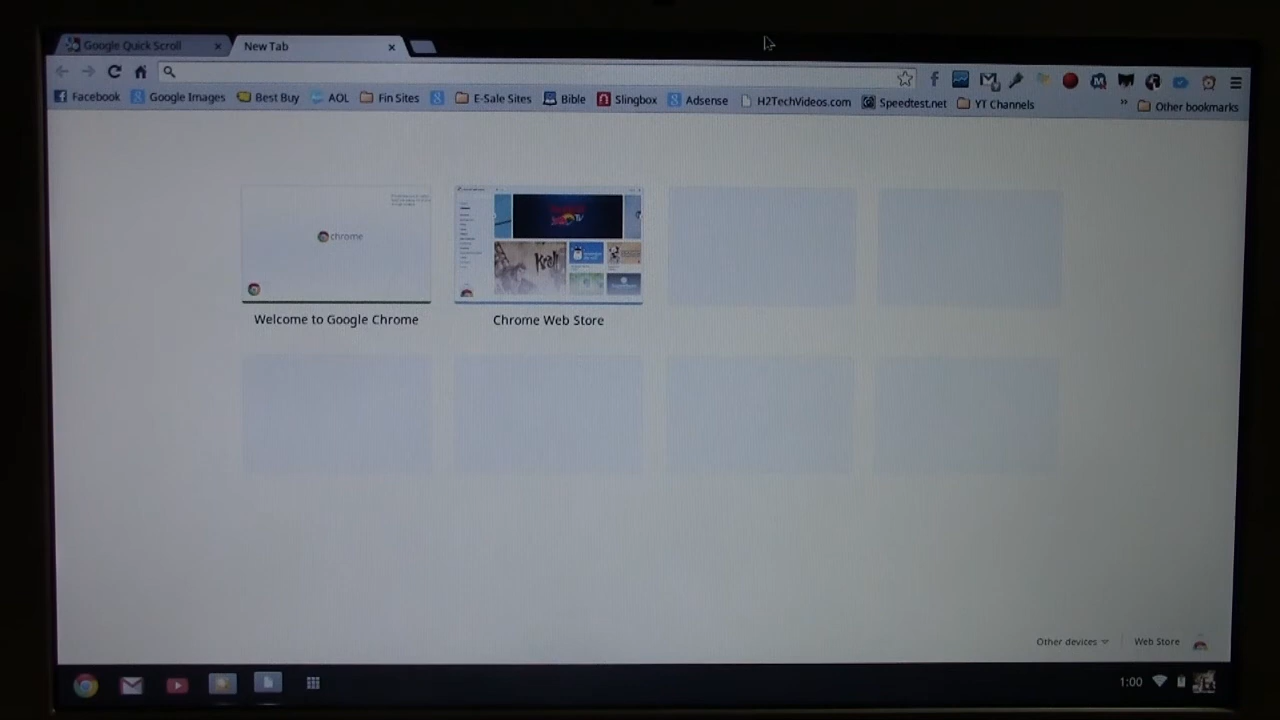 Google Quick Scroll
New Tab
Facebook Google Images Best Buy AOL Fin Sites E-Sale Sites Bible Slingbox Adsense H2TechVideos.com Speedtest.net YT Channels Other bookmarks
chrome
Welcome to Google Chrome
Chrome Web Store
Other devices Web Store
1:00